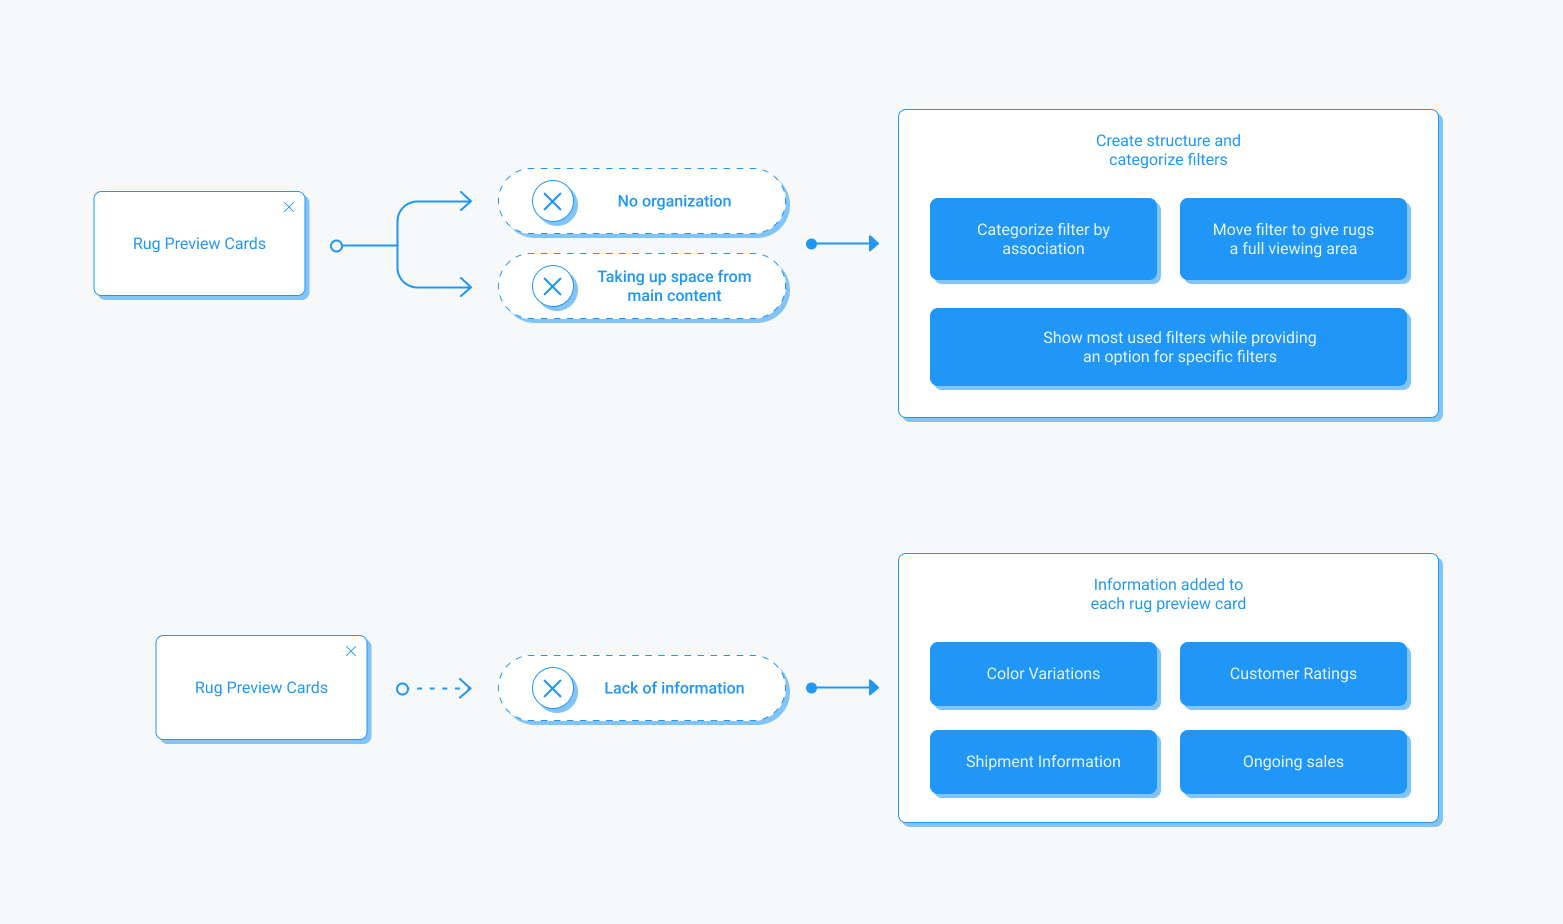 Rug Preview Cards
No organization
Taking up space from
main content
Create structure and
categorize filters
Categorize filter by
association
Move filter to give rugs
a full viewing area
Show most used filters while providing
an option for specific filters
Rug Preview Cards
Lack of information
Information added to
each rug preview card
Color Variations
Customer Ratings
Shipment Information
Ongoing sales